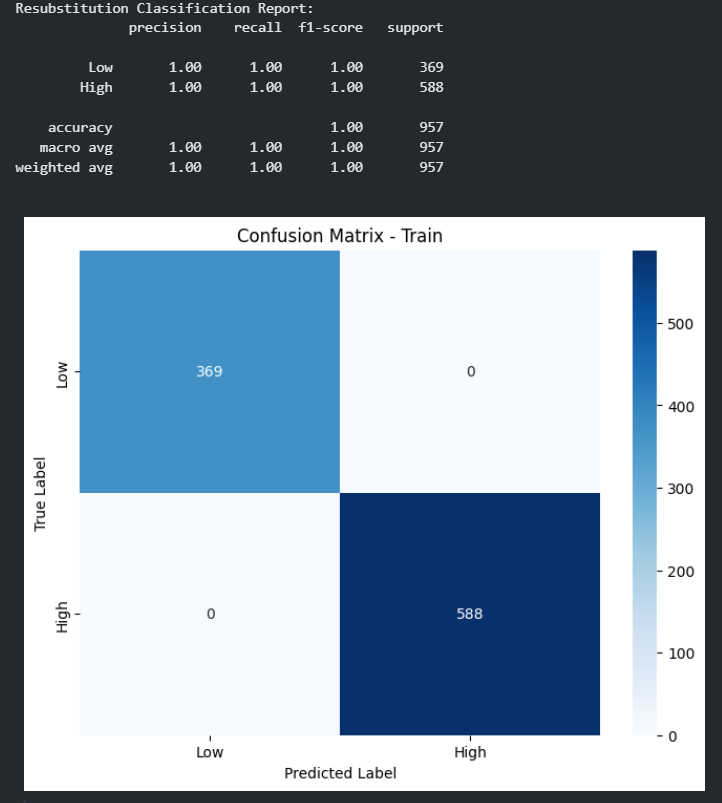 Resubstitution Classification Report:
precision recall f1-score support
Low 1.00 1.00 1.00 369
High 1.00 1.00 1.00 588
accuracy 1.00 957
macro avg 1.00 1.00 1.00 957
weighted avg 1.00 1.00 1.00 957
Confusion Matrix - Train
Low
369
0
High
0
588
True Label
Low
High
Predicted Label
500
400
300
200
100
0